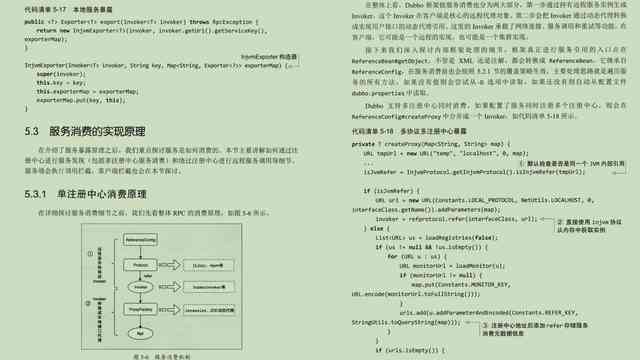 代码清单 5-17 本地服务暴露
public <T> Exporter<T> export(Invoker<T> invoker) throws RpcException {
return new InjvmExporter<T>(invoker, invoker.getUrl().getServiceKey(),
exporterMap);
}
InjvmExporter 构造器
InjvmExporter(Invoker<T> invoker, String key, Map<String, Exporter<?>> exporterMap) {
super(invoker);
this.key = key;
this.exporterMap = exporterMap;
exporterMap.put(key, this);
}
5.3 服务消费的实现原理
在介绍了服务暴露原理之后，我们重点探讨服务是如何消费的。本节主要讲解如何通过注
册中心进行服务发现（包括多注册中心服务消费）和绕过注册中心进行远程服务调用等细节。
服务端会执行调用拦截，客户端拦截也会在本节探讨。
5.3.1 单注册中心消费原理
在详细探讨服务消费细节之前，我们先看整体 RPC 的消费原理，如图 5-6 所示。
①
②
ReferenceConfig
Protocol
refer
Invoker
ProxyFactory
Ref
图 5-6 服务消费机制
在整体上看，Dubbo 框架做服务消费也分为两大部分，第一步通过持有远程服务实例生成
Invoker，这个 Invoker 在客户端是核心的远程代理对象。第二步会把 Invoker 通过动态代理转换
成实现用户接口的动态代理引用。这里的 Invoker 承载了网络连接、服务调用和重试等功能，在
客户端，它可能是一个远程的实现，也可能是一个集群实现。
接下来我们深入探讨内部框架处理的细节，框架真正进行服务引用的入口点在
ReferenceBean#getObject，不管是 XML 还是注解，都会转换成 ReferenceBean，它继承自
ReferenceConfig，在服务消费前也会按照 5.2.1 节的覆盖策略生效，主要处理思路就是遍历服
务的所有方法，如果没有值则会尝试从-D 选项中读取，如果还没有则自动从配置文件
dubbo.properties 中读取。
Dubbo 支持多注册中心同时消费，如果配置了服务同时注册多个注册中心，则会在
ReferenceConfig#createProxy 中合并成一个 Invoker，如代码清单 5-18 所示。
代码清单 5-18 多协议多注册中心暴露
private T createProxy(Map<String, String> map) {
URL tmpUrl = new URL("temp", "localhost", 0, map);
...
① 默认检查是否是同一个 JVM 内部引用
isJvmRefer = InjvmProtocol.getInjvmProtocol().isInjvmRefer(tmpUrl);
if (isJvmRefer) {
URL url = new URL(Constants.LOCAL_PROTOCOL, NetUtils.LOCALHOST, 0,
interfaceClass.getName()).addParameters(map);
invoker = refprotocol.refer(interfaceClass, url);
② 直接使用 injvm 协议
从内存中获取实例
} else {
List<URL> us = loadRegistries(false);
if (us != null && !us.isEmpty()) {
for (URL u : us) {
URL monitorUrl = loadMonitor(u);
if (monitorUrl != null) {
map.put(Constants.MONITOR_KEY,
URL.encode(monitorUrl.toFullString()));
}
urls.add(u.addParameterAndEncoded(Constants.REFER_KEY,
StringUtils.toQueryString(map)));
③ 注册中心地址后添加 refer 存储服务
消费元数据信息
}
}
if (urls.isEmpty()) {